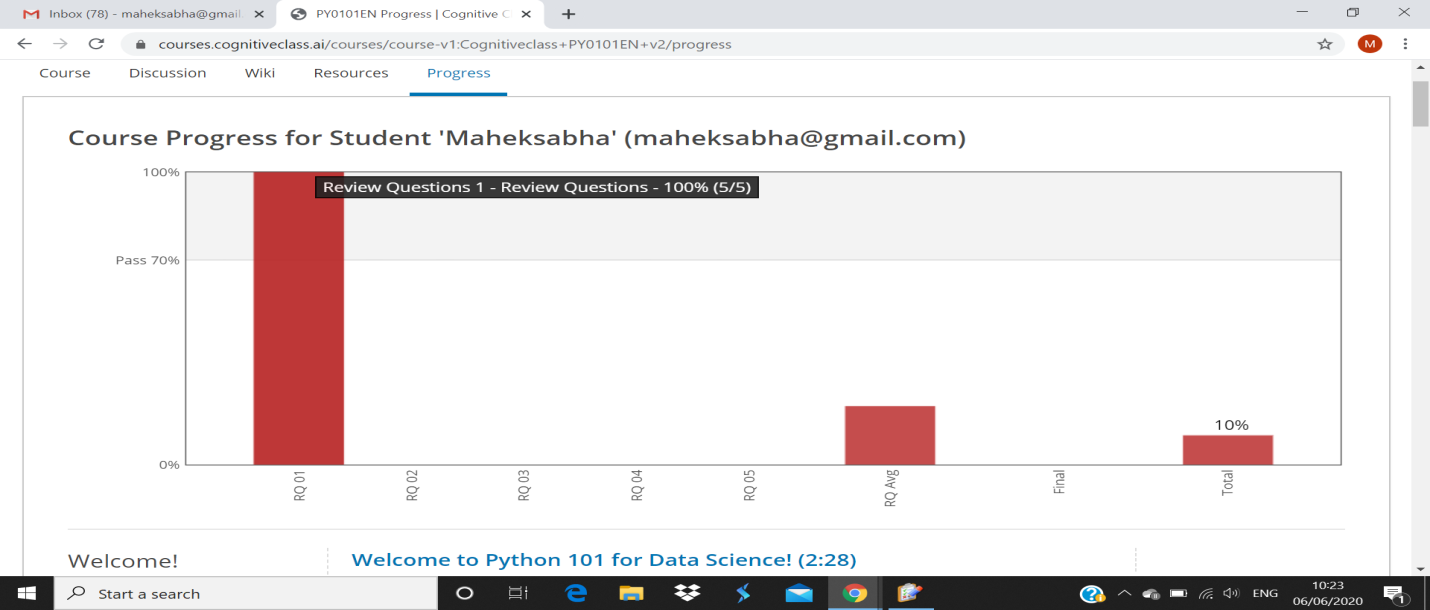 Inbox (78) - maheksabha@gmail.
PY0101EN Progress | Cognitive C
courses.cognitiveclass.ai/courses/course-v1:Cognitiveclass+PY0101EN+v2/progress
M
Course Discussion Wiki Resources Progress
Course Progress for Student 'Maheksabha' (maheksabha@gmail.com)
100%
Review Questions 1 - Review Questions - 100% (5/5)
Pass 70%
10%
0%
RQ 01 RQ 02 RQ 03 RQ 04 RQ 05 RQ Avg Final Total
Welcome!
Welcome to Python 101 for Data Science! (2:28)
Start a search
ENG
10:23
06/06/2020
1